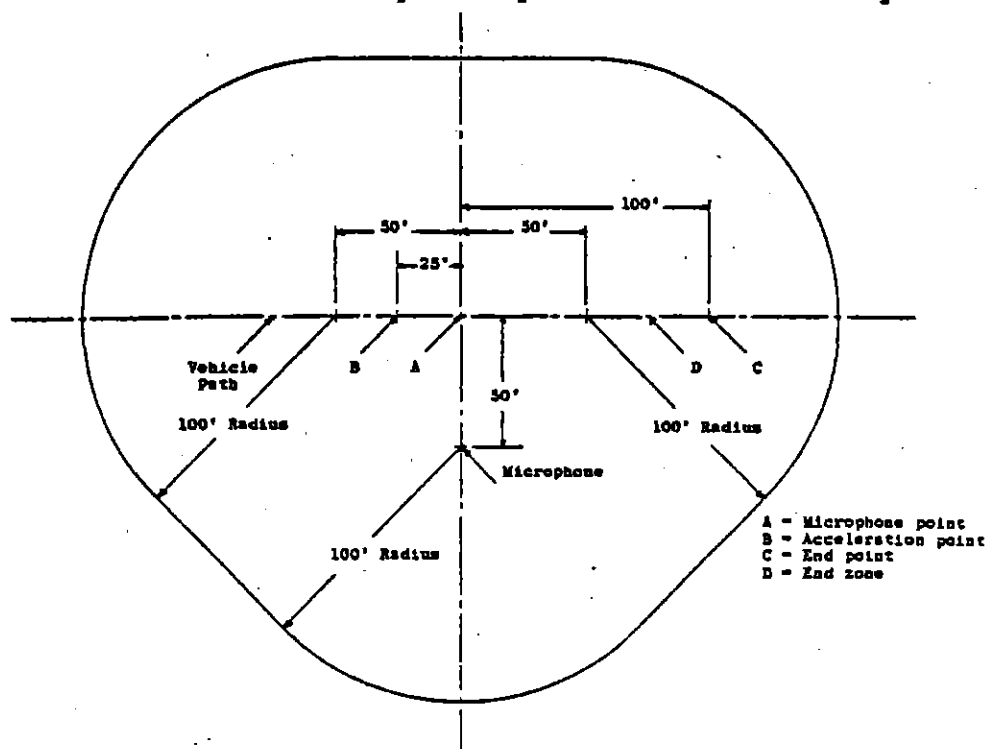 100'
50'
50'
25'
Vehicle
Path
B
A
D
C
50'
100' Radius
100' Radius
Microphone
100' Radius
A = Microphone point
B = Acceleration point
C = End point
D = End zone